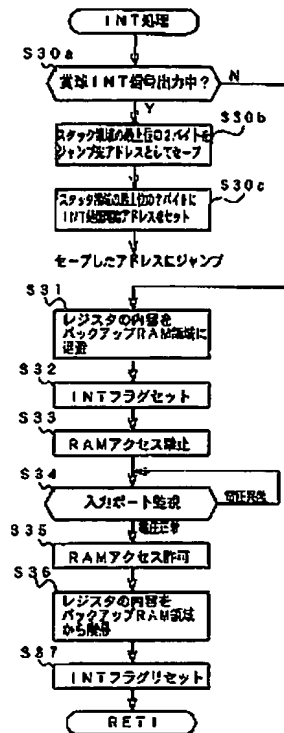 INT処理
S30a
賞球INT信号出力中?
N
Y
S30b
スタック領域の最上位の2バイトを
ジャンプ先アドレスとしてセーブ
S30c
スタック領域の最上位の2バイトに
INT処理開始アドレスをセット
セーブしたアドレスにジャンプ
S31
レジスタの内容を
バックアップRAM領域に
退避
S32
INTフラグセット
S33
RAMアクセス禁止
S34
入力ポート監視
電圧正常
S35
RAMアクセス許可
S36
レジスタの内容を
バックアップRAM領域
から復帰
S37
INTフラグリセット
RETI